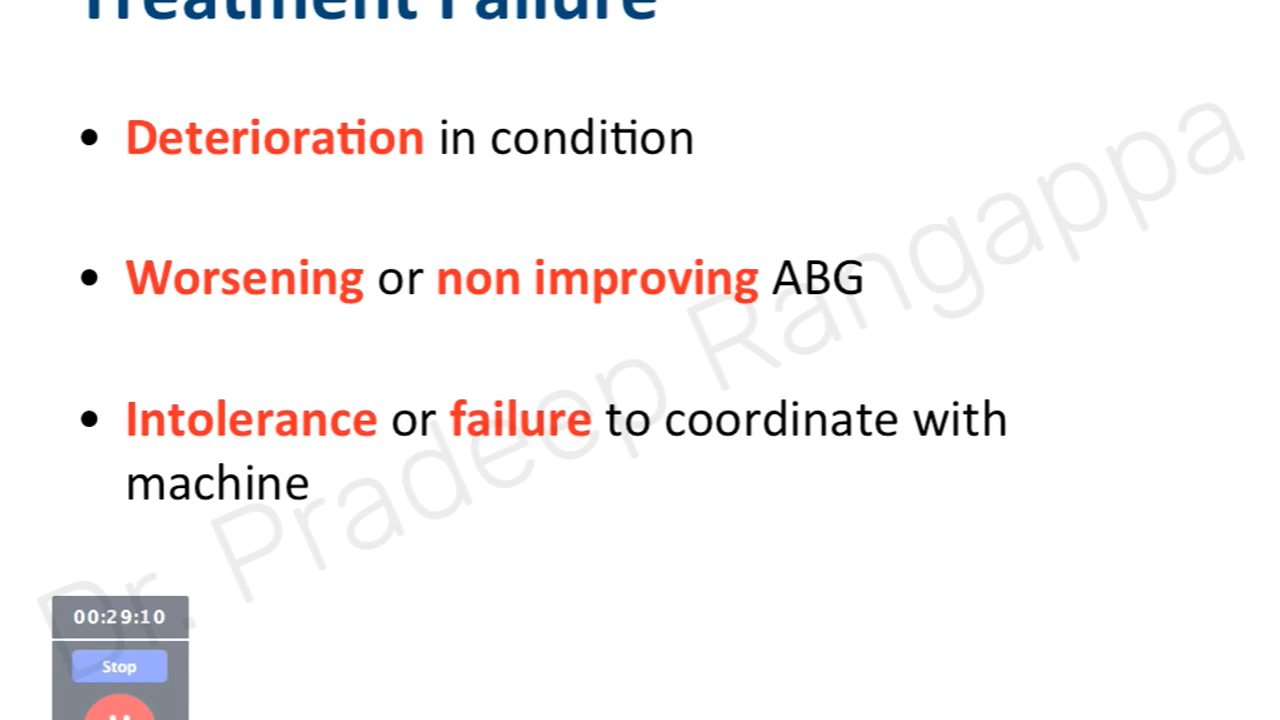 Treatment Failure
• Deterioration in condition
• Worsening or non improving ABG
• Intolerance or failure to coordinate with
machine
Dr. Pradeep Rangappa
00:29:10
Stop